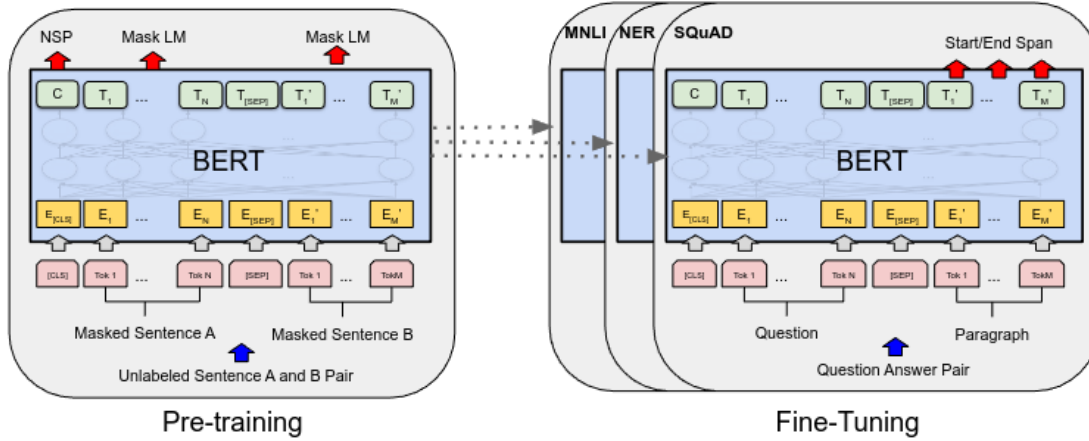 NSP Mask LM Mask LM
C T1 ... TN T[SEP] T1' ... TM'
BERT
E[CLS] E1 ... EN E[SEP] E1' ... EM'
[CLS] Tok 1 ... Tok N [SEP] Tok 1 ... TokM
Masked Sentence A Masked Sentence B
Unlabeled Sentence A and B Pair
Pre-training
MNLI NER SQuAD
Start/End Span
C T1 ... TN T[SEP] T1' ... TM'
BERT
E[CLS] E1 ... EN E[SEP] E1' ... EM'
[CLS] Tok 1 ... Tok N [SEP] Tok 1 ... TokM
Question Paragraph
Question Answer Pair
Fine-Tuning